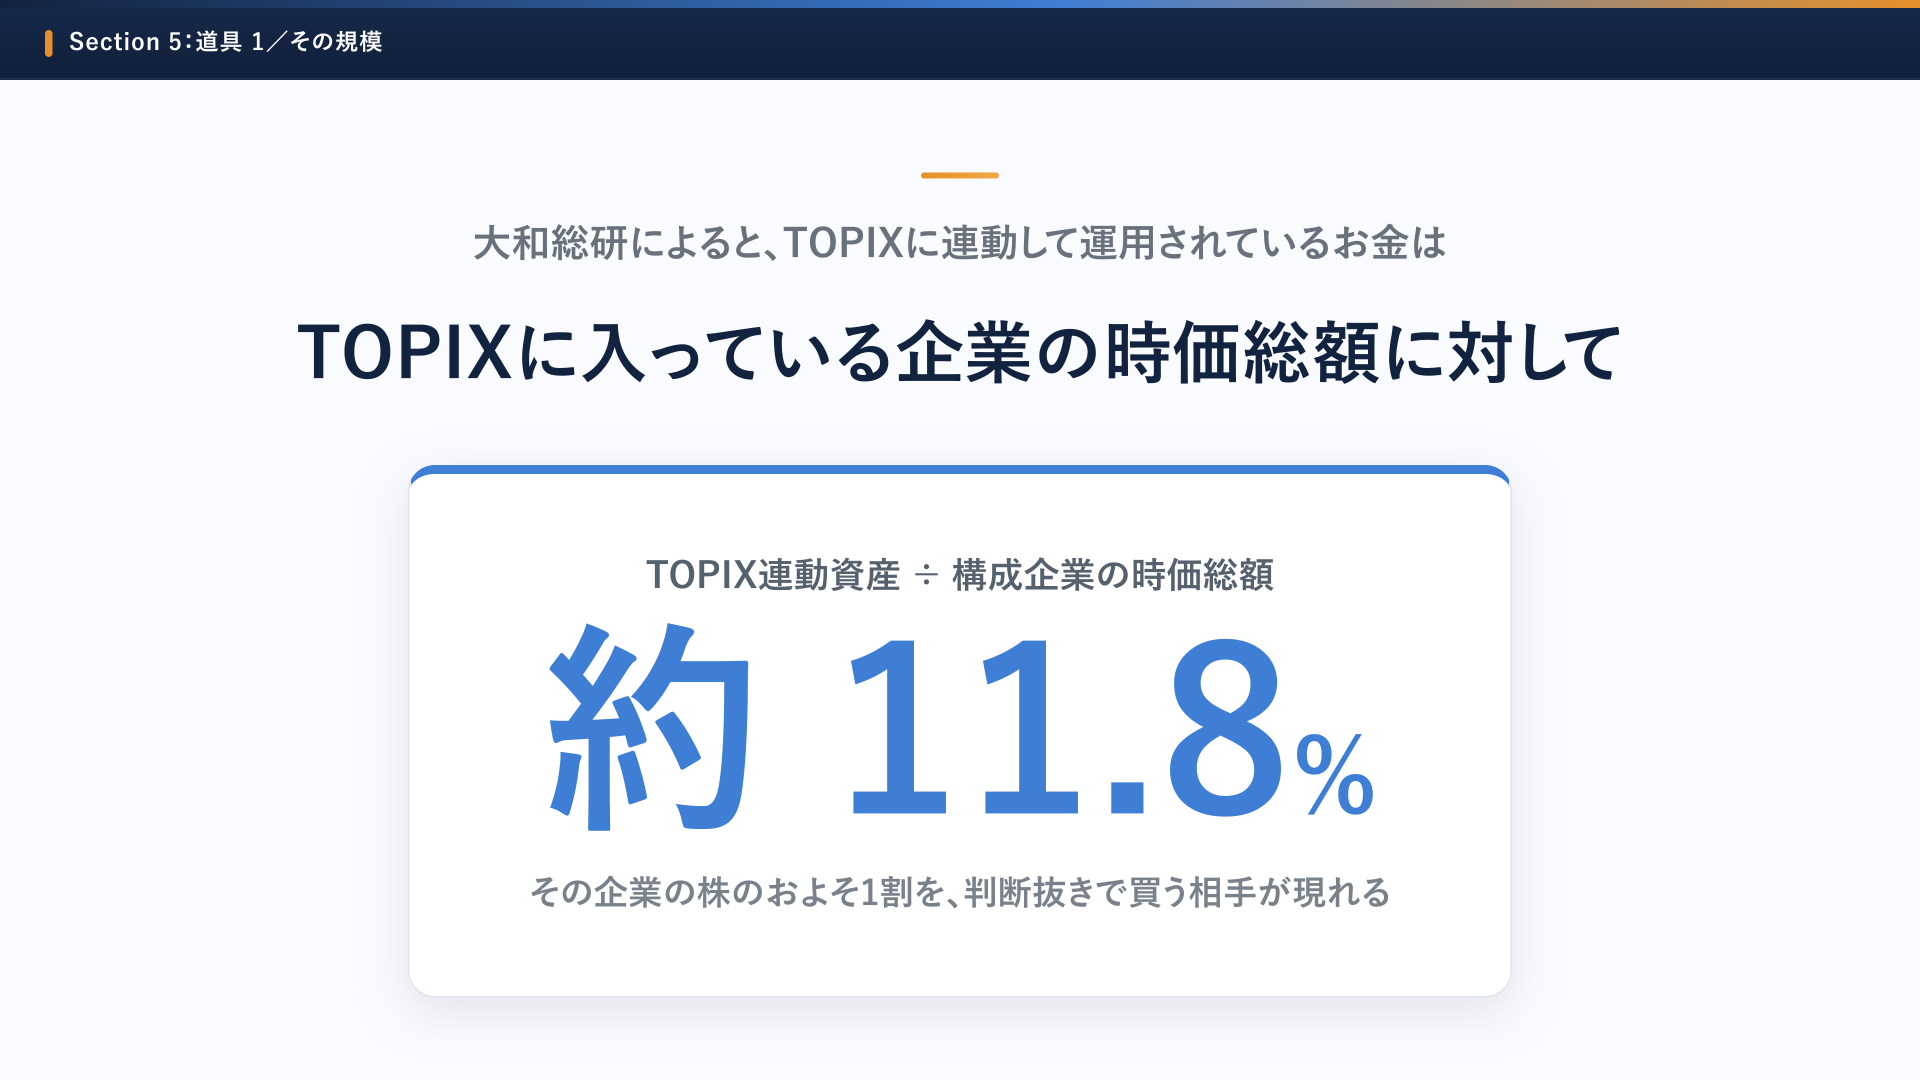 Section 5：道具 1／その規模
大和総研によると、TOPIXに連動して運用されているお金は
TOPIXに入っている企業の時価総額に対して
TOPIX連動資産 ÷ 構成企業の時価総額
約 11.8%
その企業の株のおよそ1割を、判断抜きで買う相手が現れる